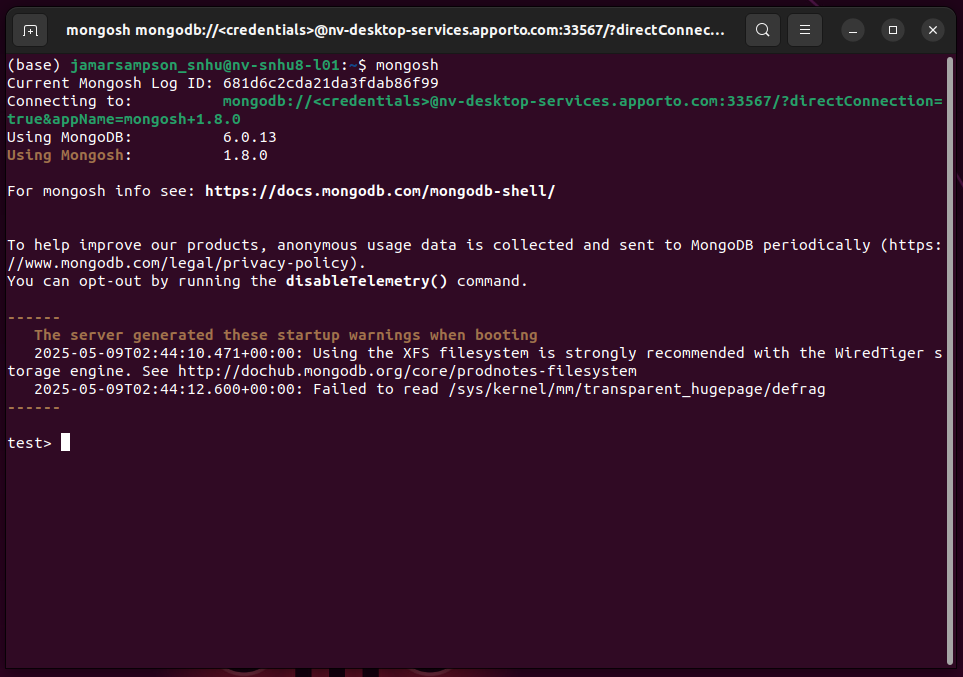 mongosh mongodb://<credentials>@nv-desktop-services.apporto.com:33567/?directConnec...
(base) jamarsampson_snhu@nv-snhu8-l01:~$ mongosh
Current Mongosh Log ID: 681d6c2cda21da3fdab86f99
Connecting to:          mongodb://<credentials>@nv-desktop-services.apporto.com:33567/?directConnection=
true&appName=mongosh+1.8.0
Using MongoDB:          6.0.13
Using Mongosh:          1.8.0
For mongosh info see: https://docs.mongodb.com/mongodb-shell/
To help improve our products, anonymous usage data is collected and sent to MongoDB periodically (https:
//www.mongodb.com/legal/privacy-policy).
You can opt-out by running the disableTelemetry() command.
------
   The server generated these startup warnings when booting
   2025-05-09T02:44:10.471+00:00: Using the XFS filesystem is strongly recommended with the WiredTiger s
torage engine. See http://dochub.mongodb.org/core/prodnotes-filesystem
   2025-05-09T02:44:12.600+00:00: Failed to read /sys/kernel/mm/transparent_hugepage/defrag
------
test>